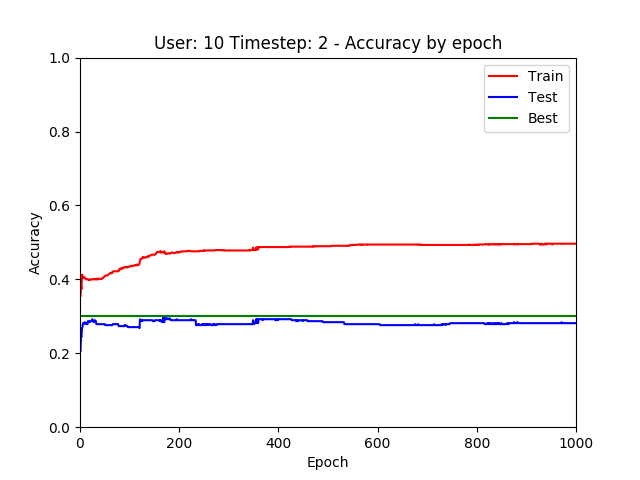 User: 10 Timestep: 2 - Accuracy by epoch
1.0
0.8
0.6
0.4
0.2
0.0
Accuracy
Train
Test
Best
0 200 400 600 800 1000
Epoch